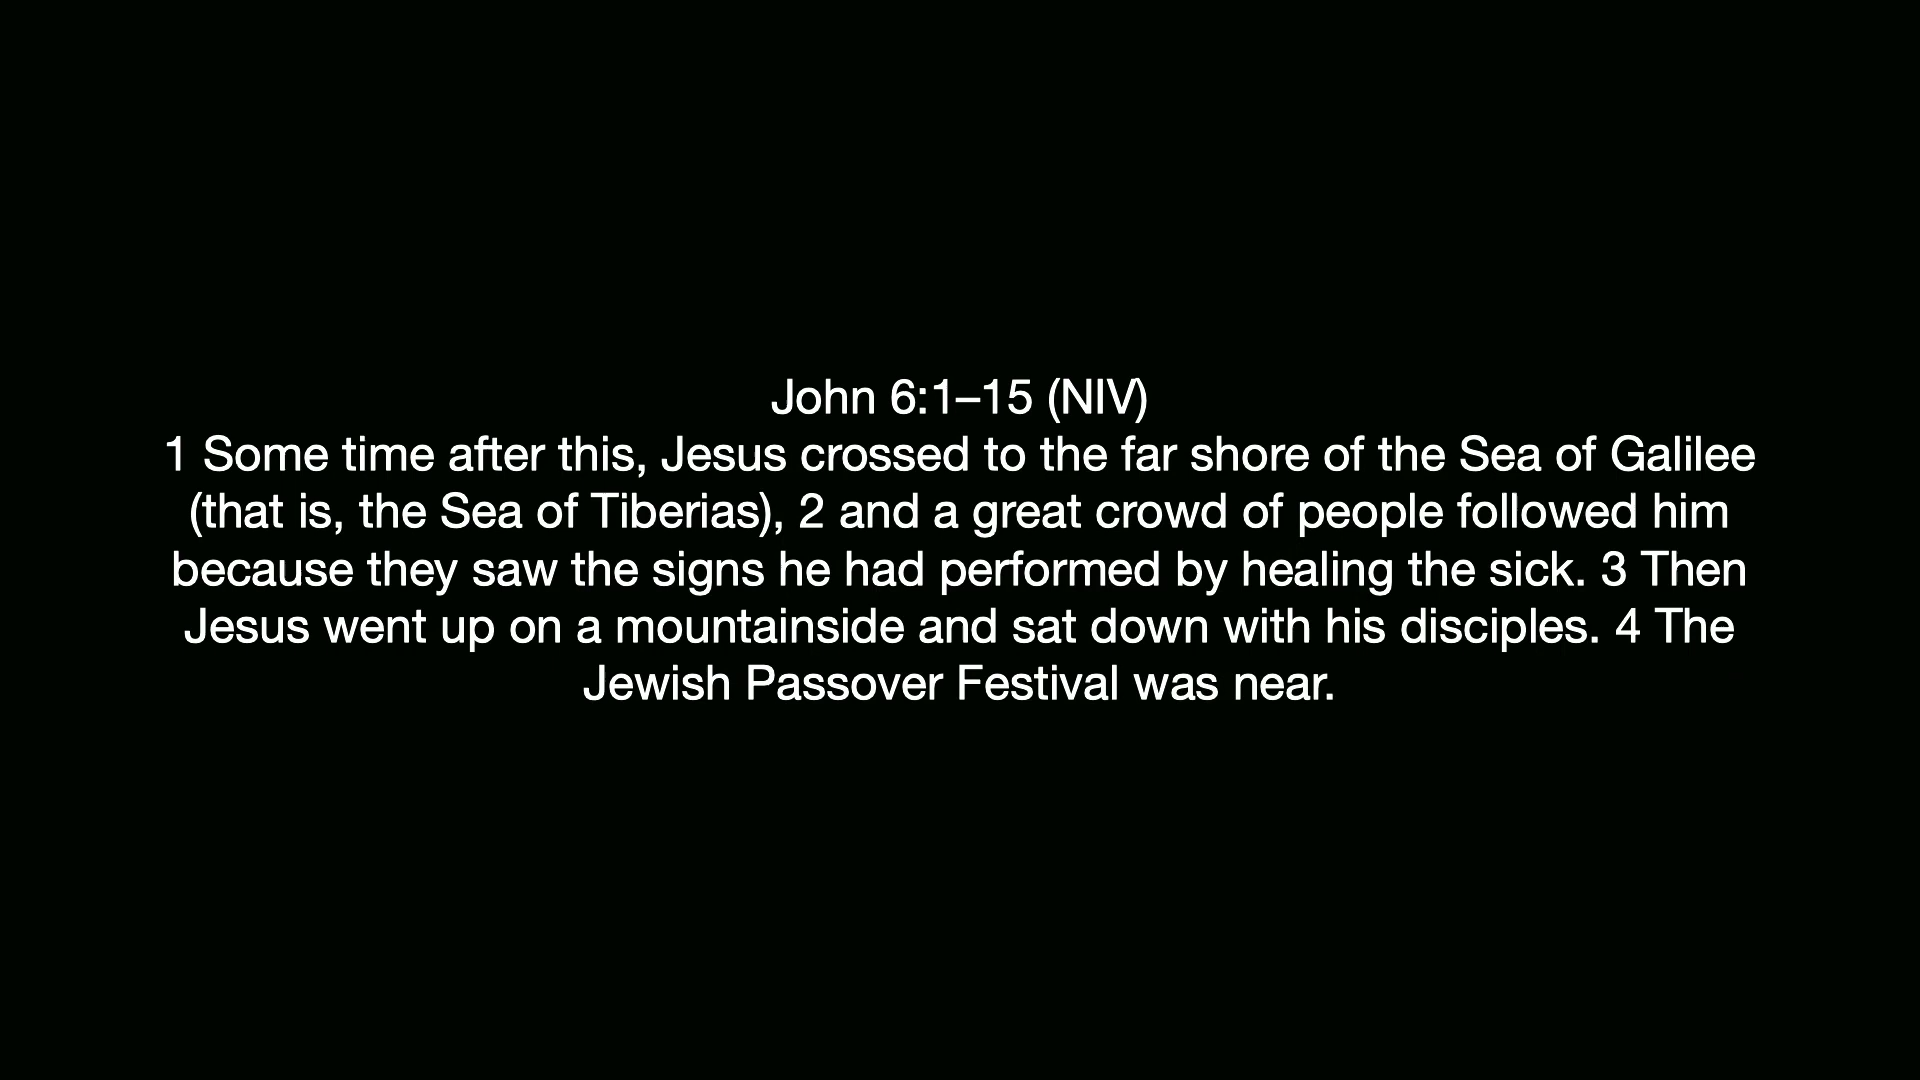 John 6:1–15 (NIV)
1 Some time after this, Jesus crossed to the far shore of the Sea of Galilee
(that is, the Sea of Tiberias), 2 and a great crowd of people followed him
because they saw the signs he had performed by healing the sick. 3 Then
Jesus went up on a mountainside and sat down with his disciples. 4 The
Jewish Passover Festival was near.